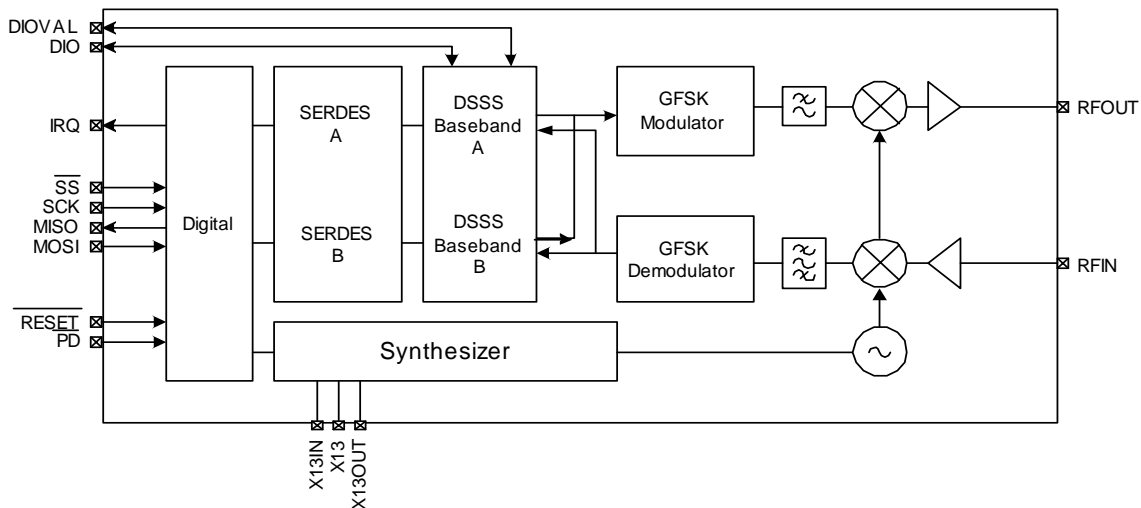 DIOVAL
DIO
IRQ
SS
SCK
MISO
MOSI
RESET
PD
Digital
SERDES
A
SERDES
B
DSSS
Baseband
A
DSSS
Baseband
B
GFSK
Modulator
GFSK
Demodulator
Synthesizer
X13IN
X13
X13OUT
RFOUT
RFIN